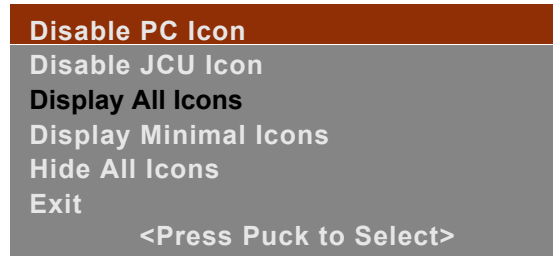 Disable PC Icon
Disable JCU Icon
Display All Icons
Display Minimal Icons
Hide All Icons
Exit
<Press Puck to Select>